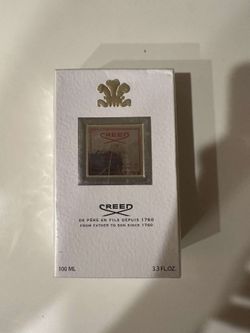 CREED
CREED
DE PÈRE EN FILS DEPUIS 1760
FROM FATHER TO SON SINCE 1760
100 ML 3.3 FL.OZ.